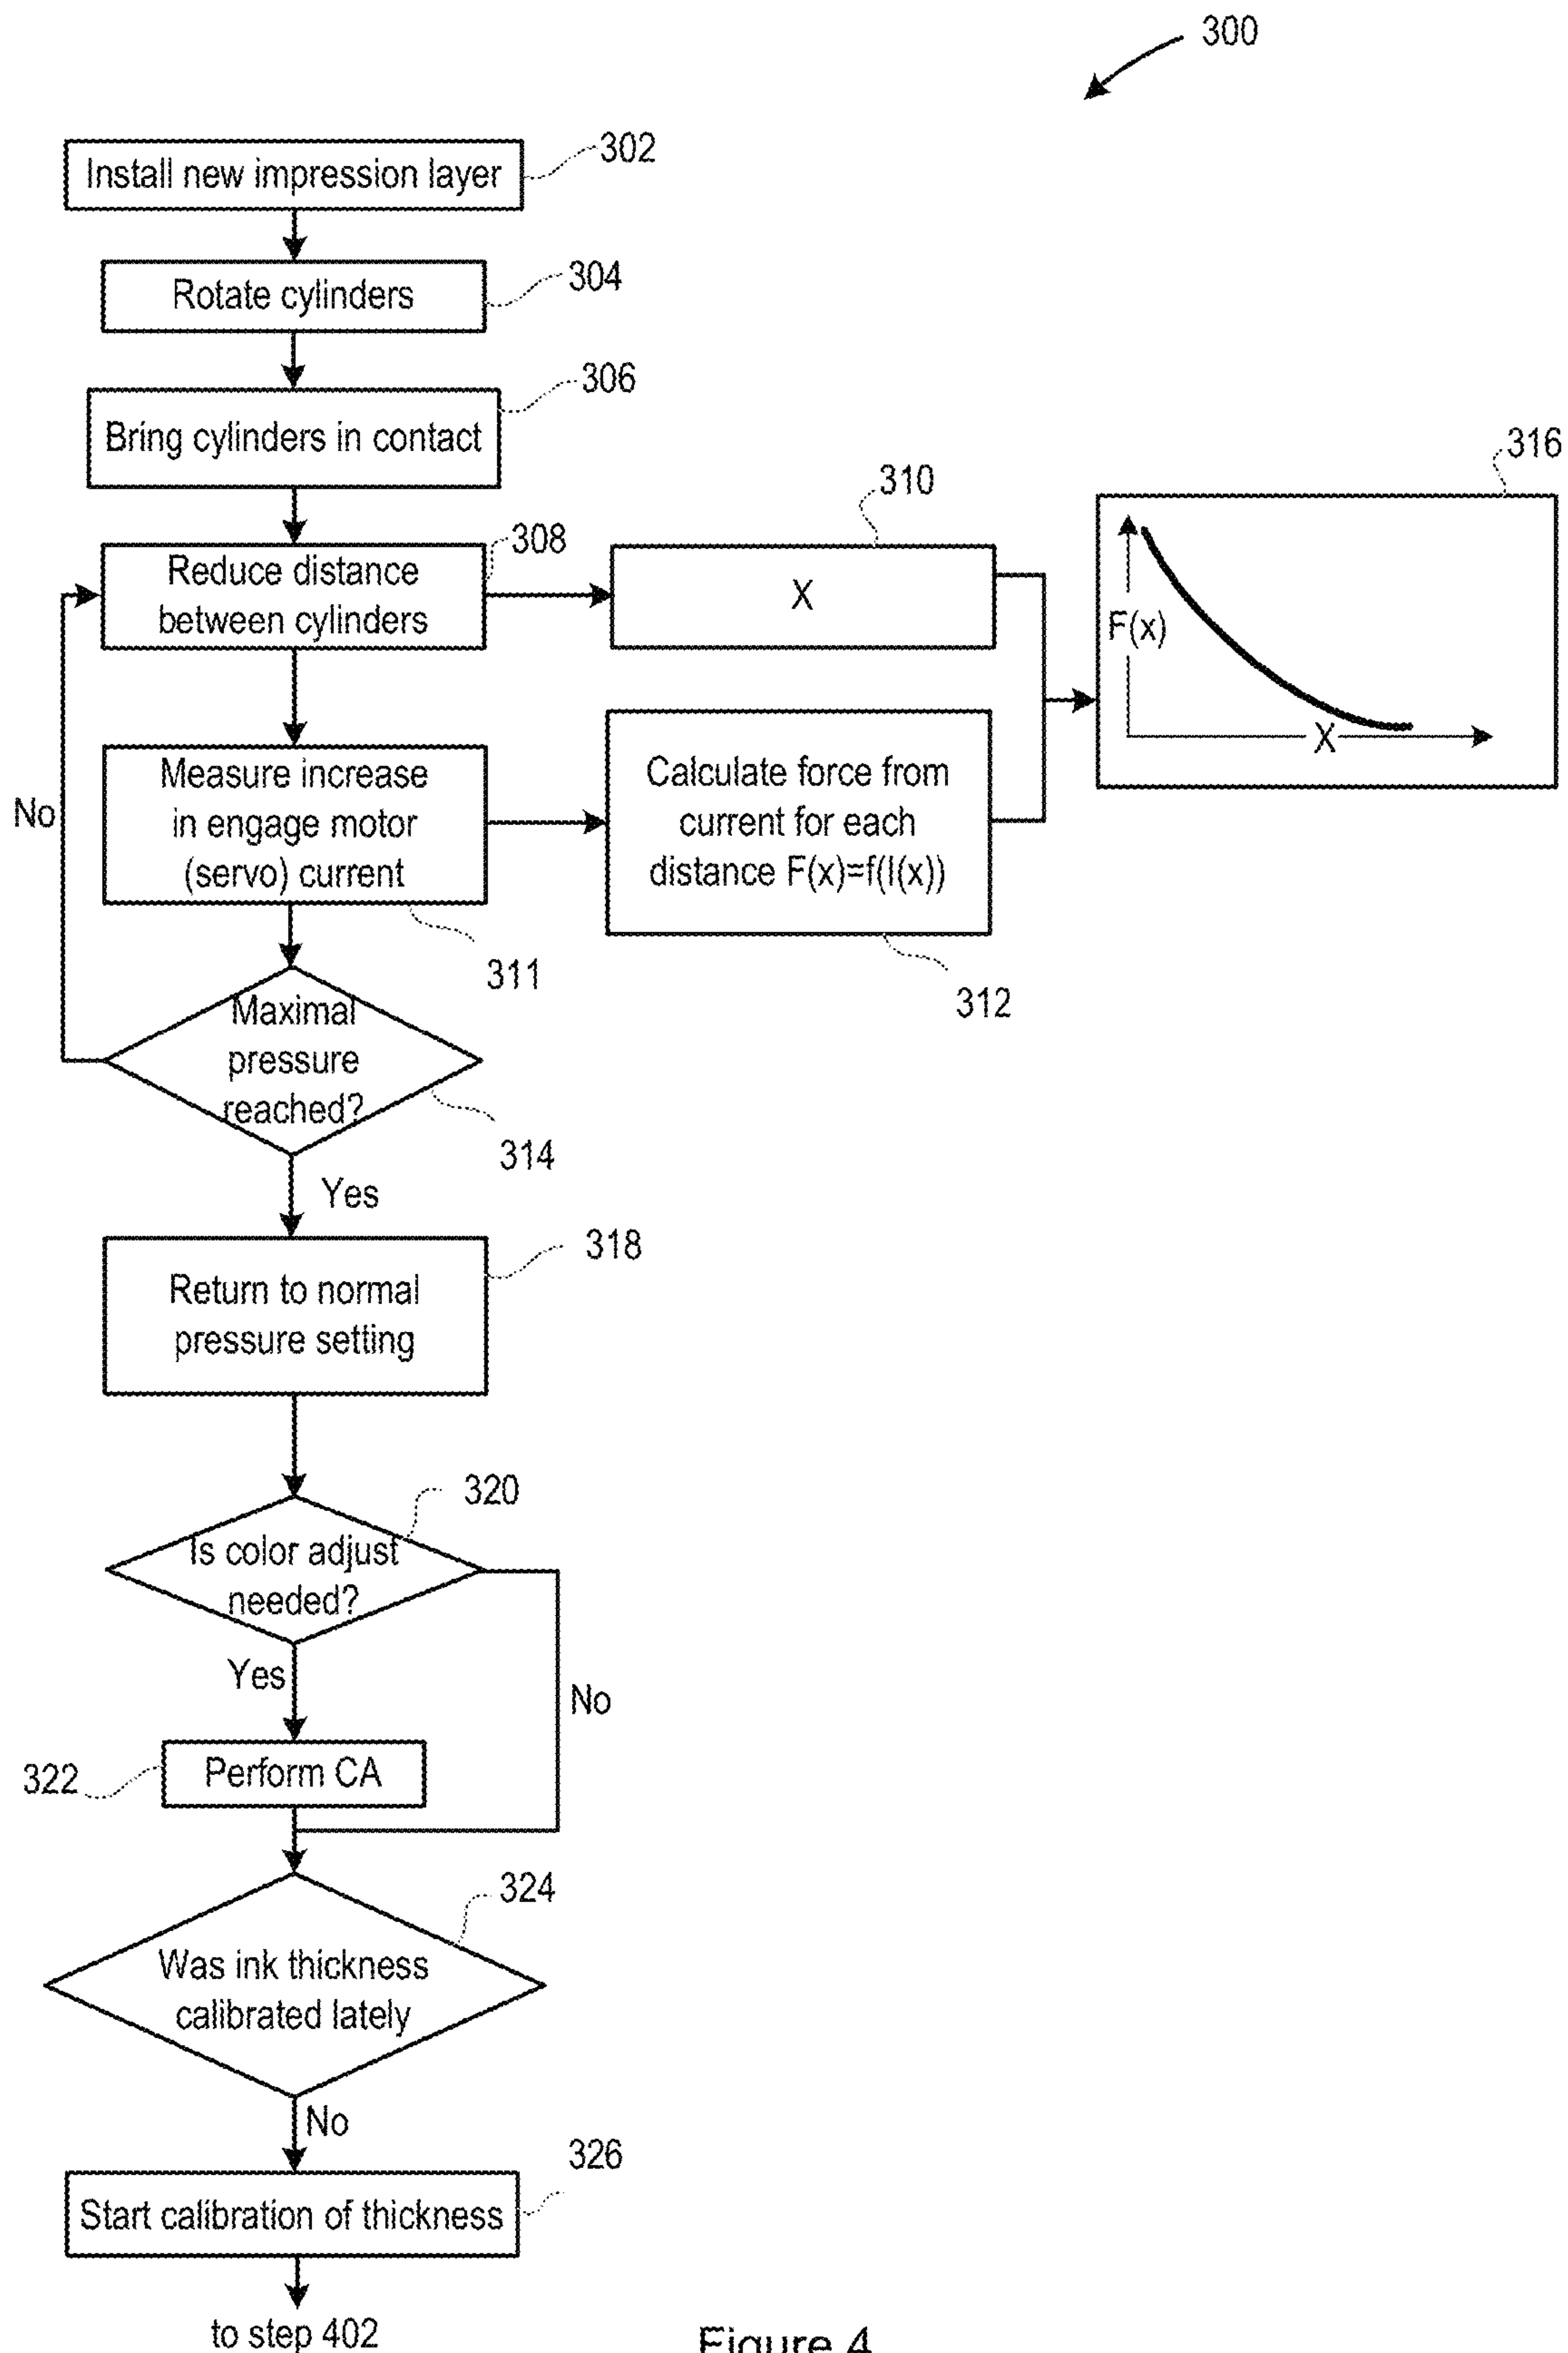 300
302
Install new impression layer
304
Rotate cylinders
306
Bring cylinders in contact
308
Reduce distance
between cylinders
310
X
316
F(x)
X
Measure increase
in engage motor
(servo) current
311
Calculate force from
current for each
distance F(x)=f(I(x))
312
No
Maximal
pressure
reached?
314
Yes
318
Return to normal
pressure setting
320
Is color adjust
needed?
Yes
No
322
Perform CA
324
Was ink thickness
calibrated lately
No
326
Start calibration of thickness
to step 402
Figure 4